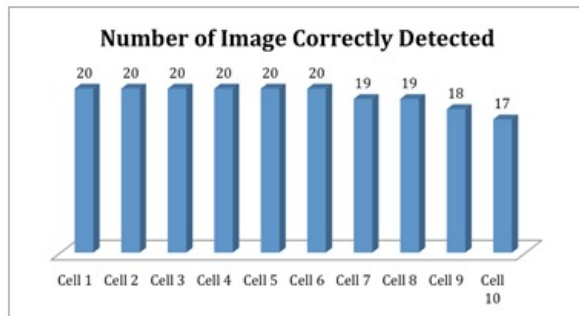 Number of Image Correctly Detected
20 20 20 20 20 20 19 19 18 17
Cell 1 Cell 2 Cell 3 Cell 4 Cell 5 Cell 6 Cell 7 Cell 8 Cell 9 Cell
10